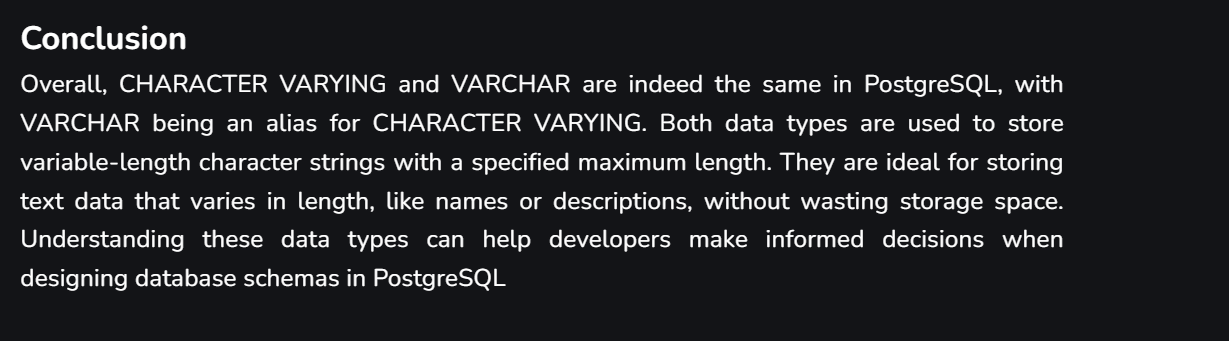 Conclusion
Overall, CHARACTER VARYING and VARCHAR are indeed the same in PostgreSQL, with
VARCHAR being an alias for CHARACTER VARYING. Both data types are used to store
variable-length character strings with a specified maximum length. They are ideal for storing
text data that varies in length, like names or descriptions, without wasting storage space.
Understanding these data types can help developers make informed decisions when
designing database schemas in PostgreSQL